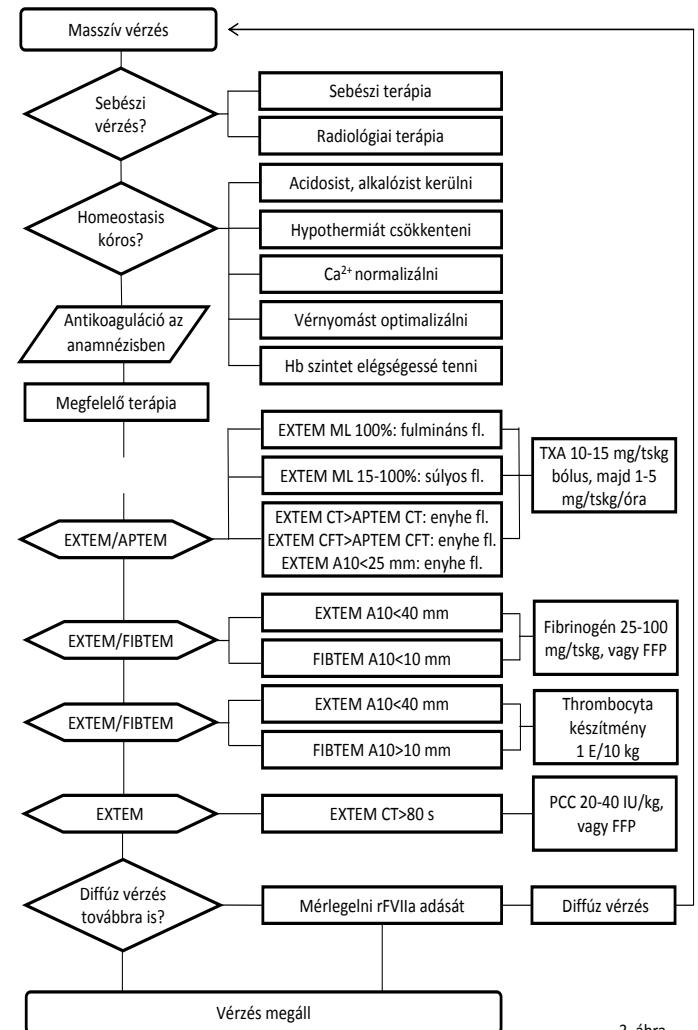 Masszív vérzés
Sebészi
vérzés?
Sebészi terápia
Radiológiai terápia
Homeostasis
kóros?
Acidosist, alkalózist kerülni
Hypothermiát csökkenteni
Ca²⁺ normalizálni
Vérnyomást optimalizálni
Hb szintet elégségessé tenni
Antikoaguláció az
anamnézisben
Megfelelő terápia
EXTEM/APTEM
EXTEM ML 100%: fulmináns fl.
EXTEM ML 15-100%: súlyos fl.
EXTEM CT>APTEM CT: enyhe fl.
EXTEM CFT>APTEM CFT: enyhe fl.
EXTEM A10<25 mm: enyhe fl.
TXA 10-15 mg/tskg
bólus, majd 1-5
mg/tskg/óra
EXTEM/FIBTEM
EXTEM A10<40 mm
FIBTEM A10<10 mm
Fibrinogén 25-100
mg/tskg, vagy FFP
EXTEM/FIBTEM
EXTEM A10<40 mm
FIBTEM A10>10 mm
Thrombocyta
készítmény
1 E/10 kg
EXTEM
EXTEM CT>80 s
PCC 20-40 IU/kg,
vagy FFP
Diffúz vérzés
továbbra is?
Mérlegelni rFVIIa adását
Diffúz vérzés
Vérzés megáll